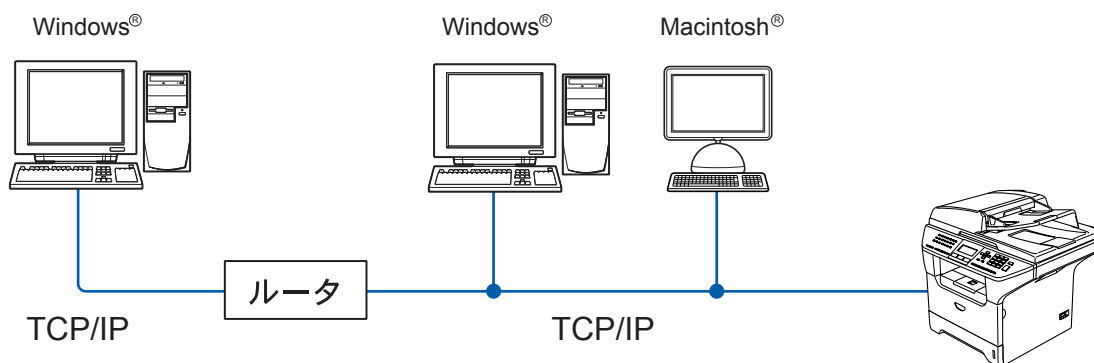 Windows®
Windows®
Macintosh®
ルータ
TCP/IP
TCP/IP